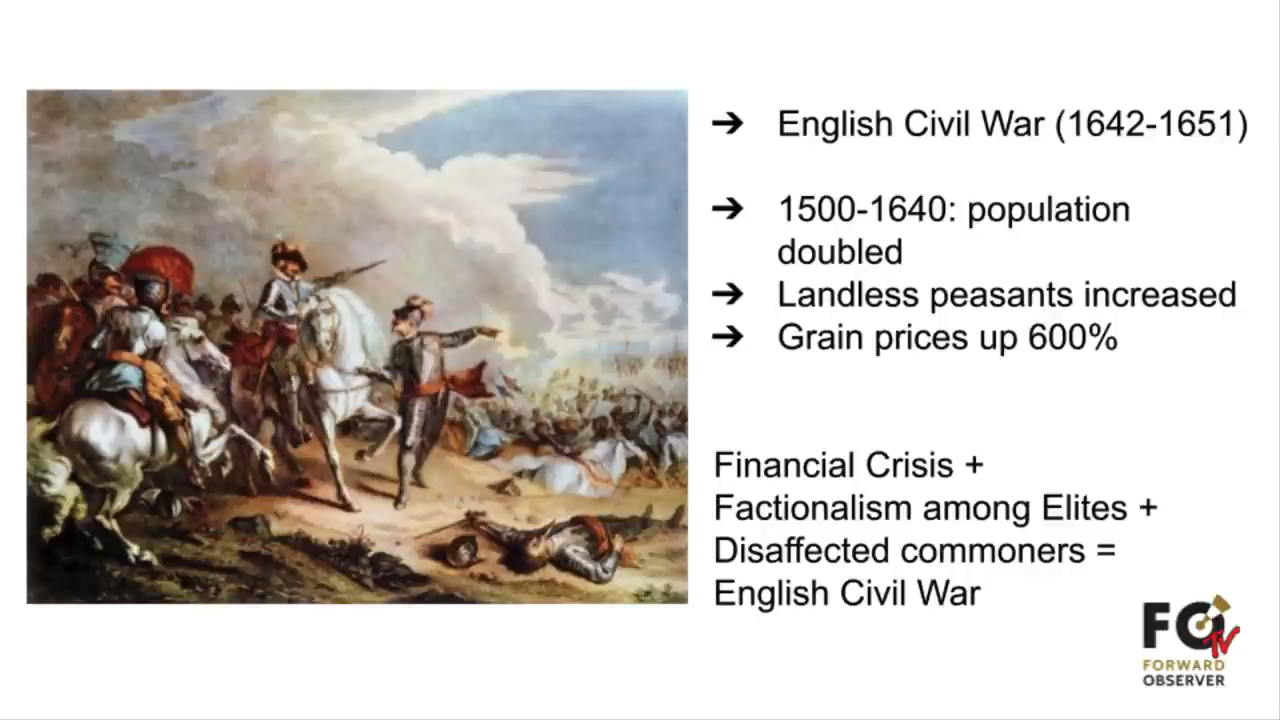 ➔ English Civil War (1642-1651)
➔ 1500-1640: population
doubled
➔ Landless peasants increased
➔ Grain prices up 600%
Financial Crisis +
Factionalism among Elites +
Disaffected commoners =
English Civil War
FO
TV
FORWARD
OBSERVER